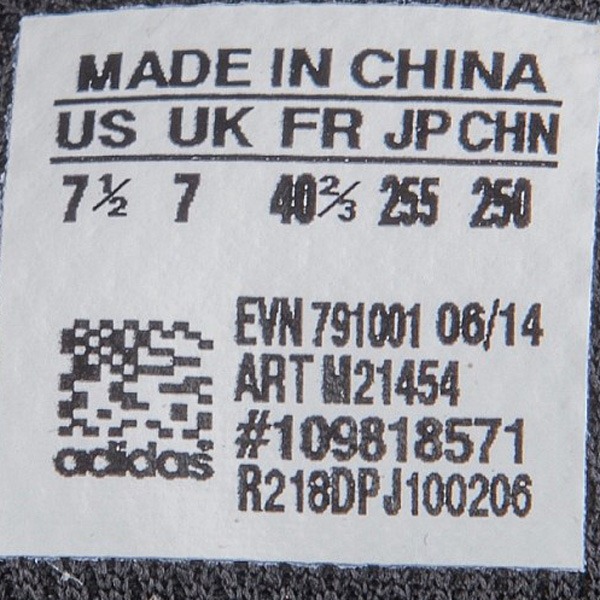 MADE IN CHINA
US UK FR JP CHN
7½ 7 40⅔ 255 250
EVN 791001 06/14
ART M21454
#109818571
R218DPJ100206
adidas